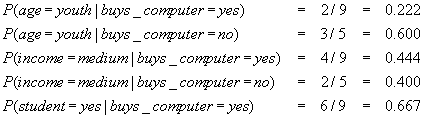 P(age = youth | buys_computer = yes) = 2/9 = 0.222
P(age = youth | buys_computer = no) = 3/5 = 0.600
P(income = medium | buys_computer = yes) = 4/9 = 0.444
P(income = medium | buys_computer = no) = 2/5 = 0.400
P(student = yes | buys_computer = yes) = 6/9 = 0.667